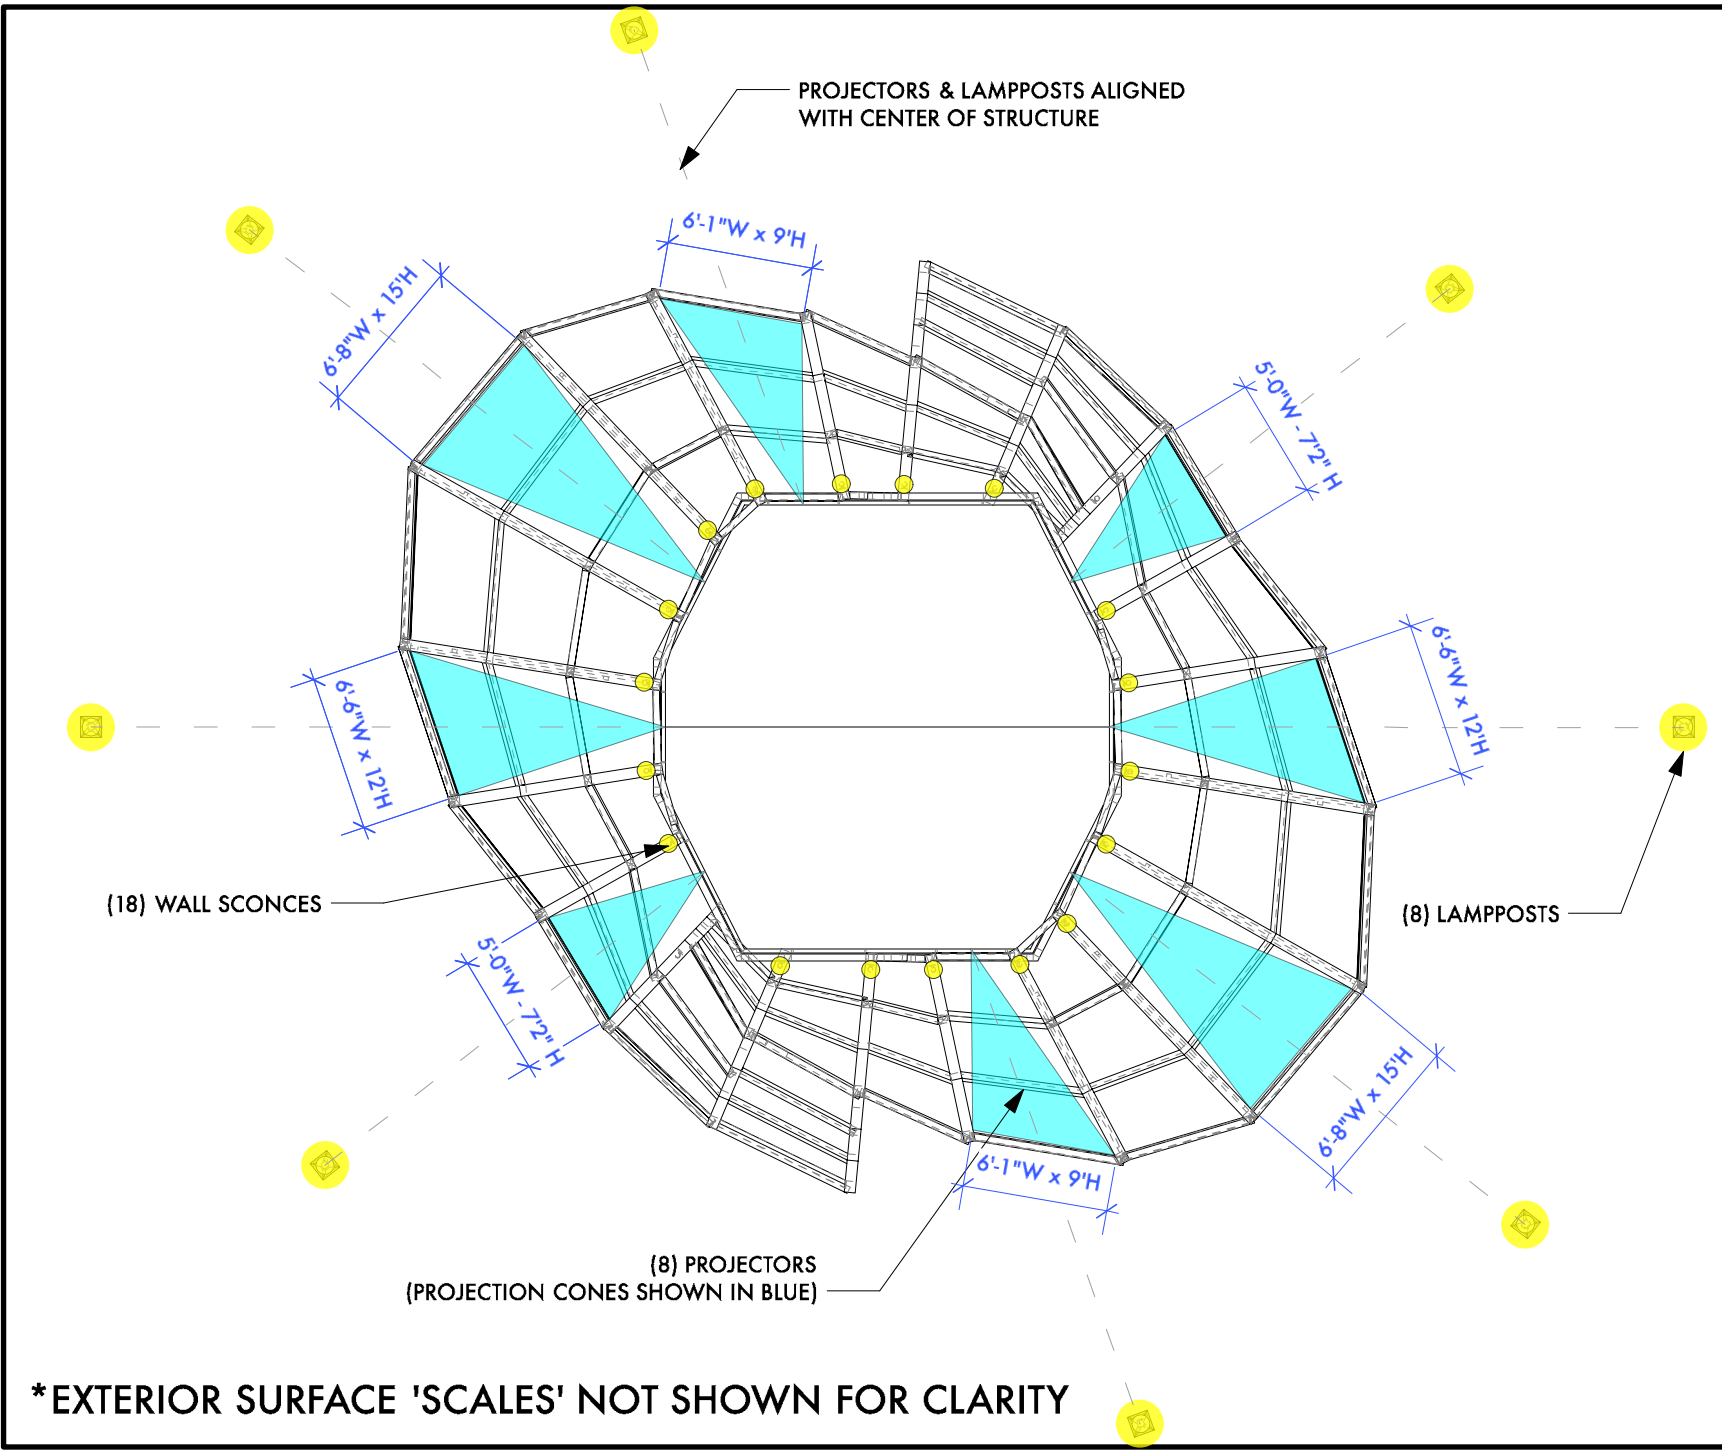 PROJECTORS & LAMPPOSTS ALIGNED
WITH CENTER OF STRUCTURE
6'-1"W x 9'H
6'-8"W x 15'H
5'-0"W - 7'2" H
6'-6"W x 12'H
6'-6"W x 12'H
(18) WALL SCONCES
(8) LAMPPOSTS
5'-0"W - 7'2" H
6'-8"W x 15'H
6'-1"W x 9'H
(8) PROJECTORS
(PROJECTION CONES SHOWN IN BLUE)
*EXTERIOR SURFACE 'SCALES' NOT SHOWN FOR CLARITY